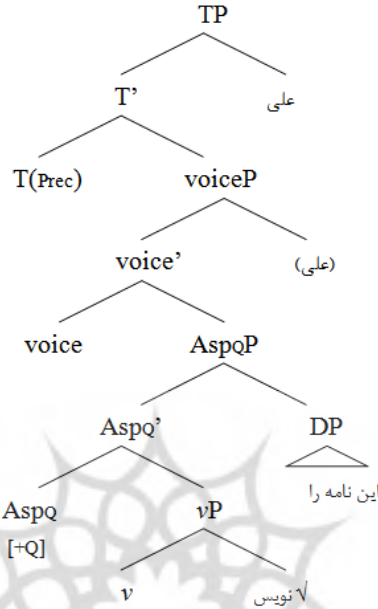 TP
T’ علی
T(Prec) voiceP
voice’ (علی)
voice AspQP
AspQ’ DP
AspQ این نامه را
[+Q] vP
v √ نویس